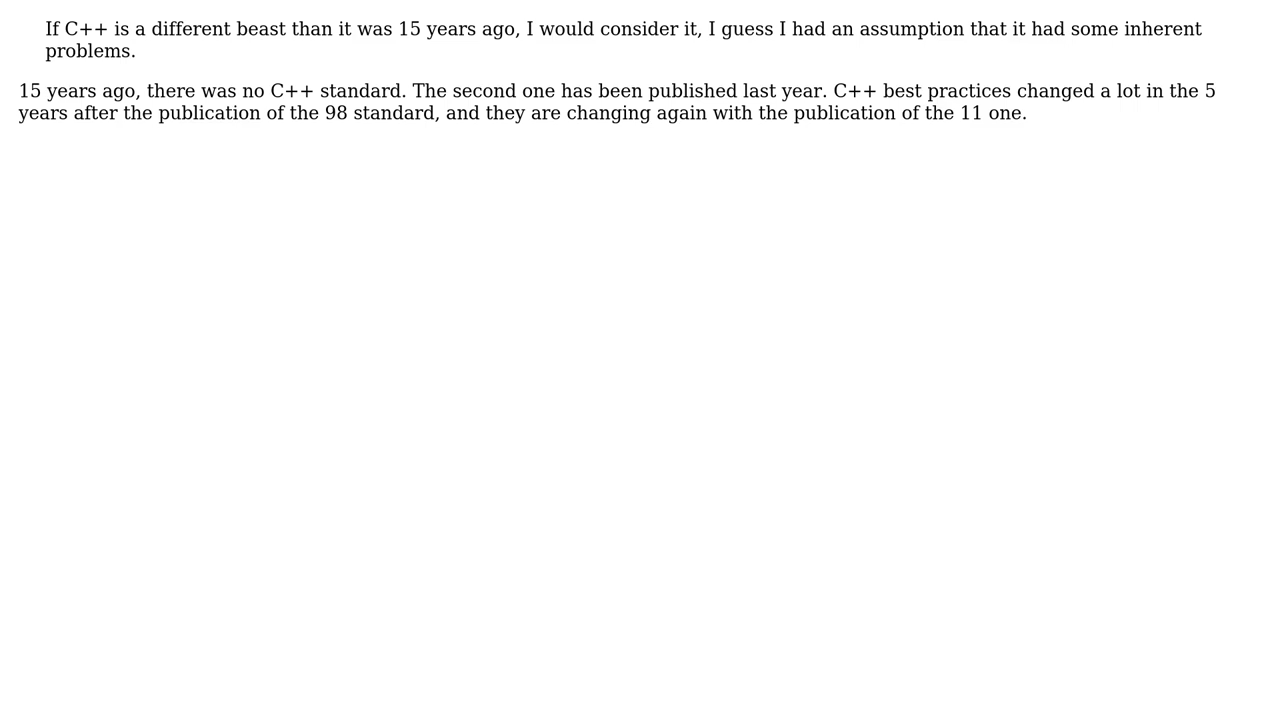 If C++ is a different beast than it was 15 years ago, I would consider it, I guess I had an assumption that it had some inherent
problems.
15 years ago, there was no C++ standard. The second one has been published last year. C++ best practices changed a lot in the 5
years after the publication of the 98 standard, and they are changing again with the publication of the 11 one.